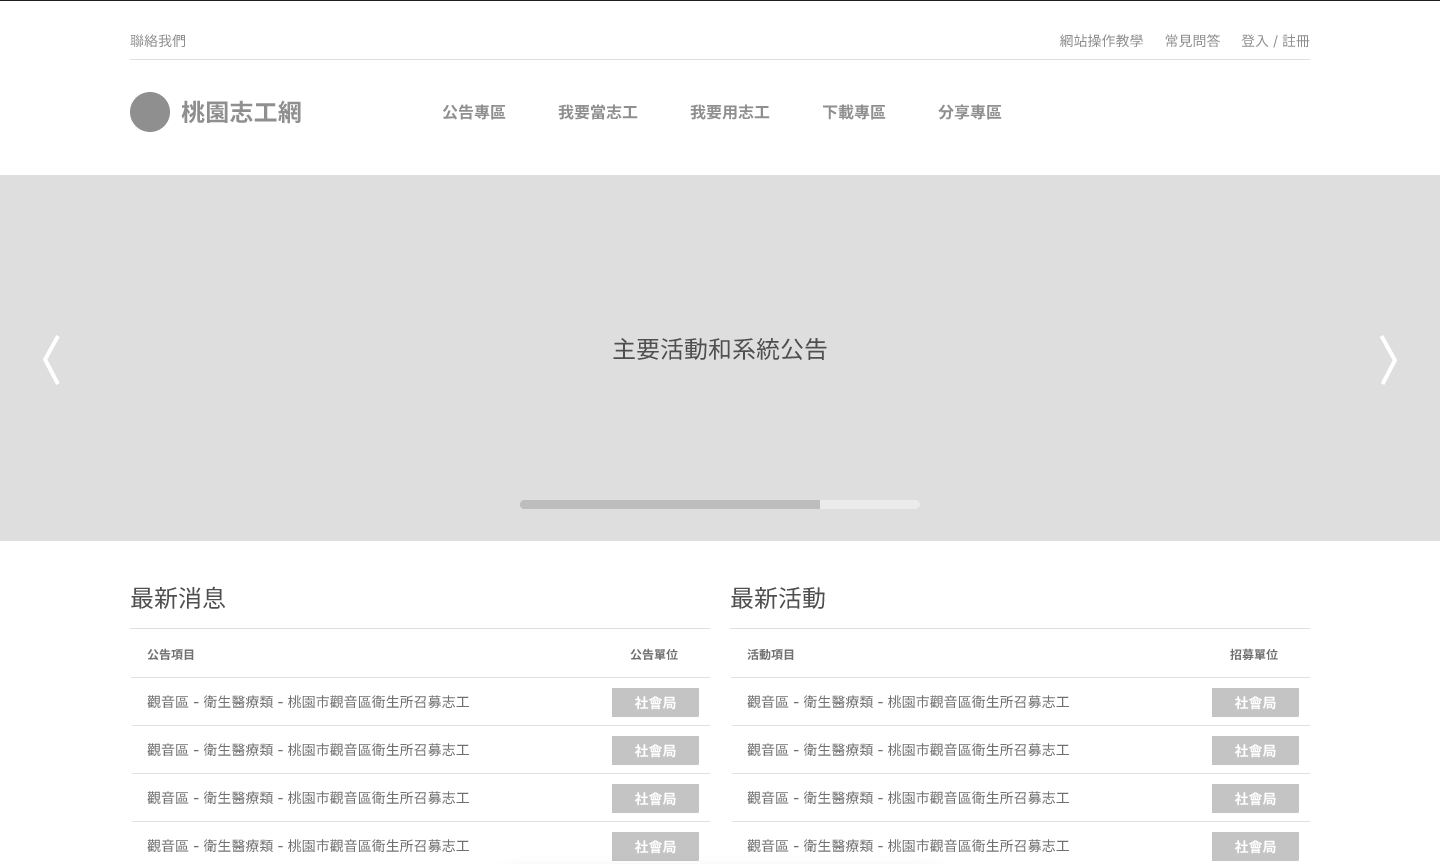 聯絡我們
網站操作教學 常見問答 登入 / 註冊
桃園志工網 公告專區 我要當志工 我要用志工 下載專區 分享專區
主要活動和系統公告
最新消息
公告項目 公告單位
觀音區 - 衛生醫療類 - 桃園市觀音區衛生所召募志工 社會局
觀音區 - 衛生醫療類 - 桃園市觀音區衛生所召募志工 社會局
觀音區 - 衛生醫療類 - 桃園市觀音區衛生所召募志工 社會局
觀音區 - 衛生醫療類 - 桃園市觀音區衛生所召募志工 社會局
最新活動
活動項目 招募單位
觀音區 - 衛生醫療類 - 桃園市觀音區衛生所召募志工 社會局
觀音區 - 衛生醫療類 - 桃園市觀音區衛生所召募志工 社會局
觀音區 - 衛生醫療類 - 桃園市觀音區衛生所召募志工 社會局
觀音區 - 衛生醫療類 - 桃園市觀音區衛生所召募志工 社會局